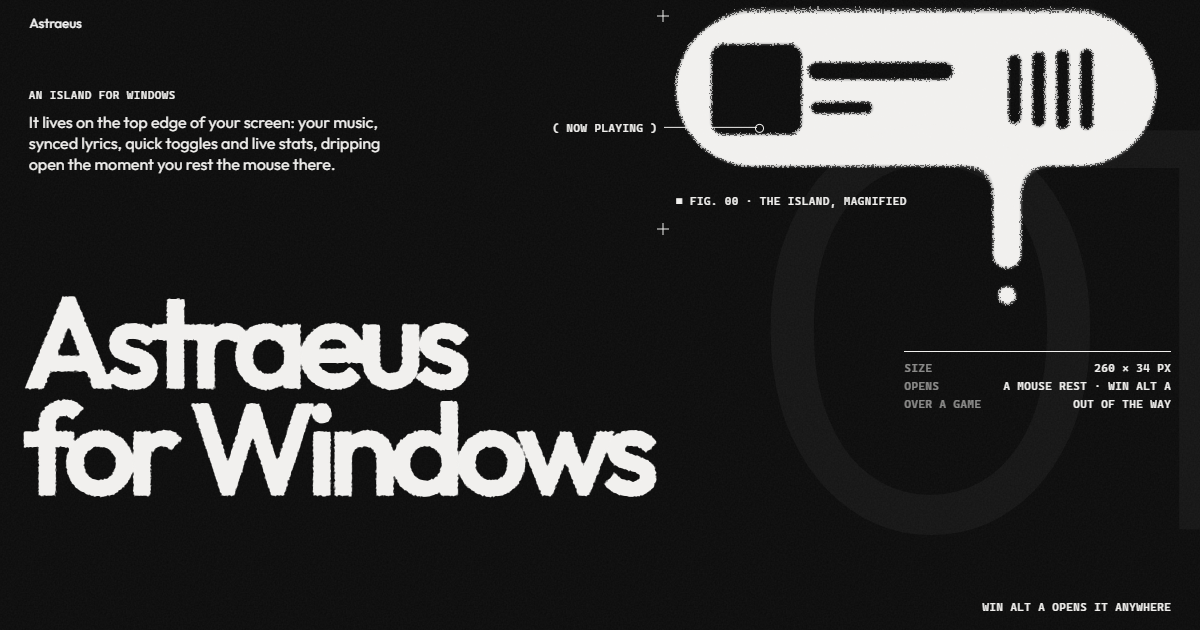 Astraeus
AN ISLAND FOR WINDOWS
It lives on the top edge of your screen: your music,
synced lyrics, quick toggles and live stats, dripping
open the moment you rest the mouse there.
( NOW PLAYING )
■ FIG. 00 · THE ISLAND, MAGNIFIED
Astraeus
for Windows
SIZE 260 × 34 PX
OPENS A MOUSE REST · WIN ALT A
OVER A GAME OUT OF THE WAY
WIN ALT A OPENS IT ANYWHERE